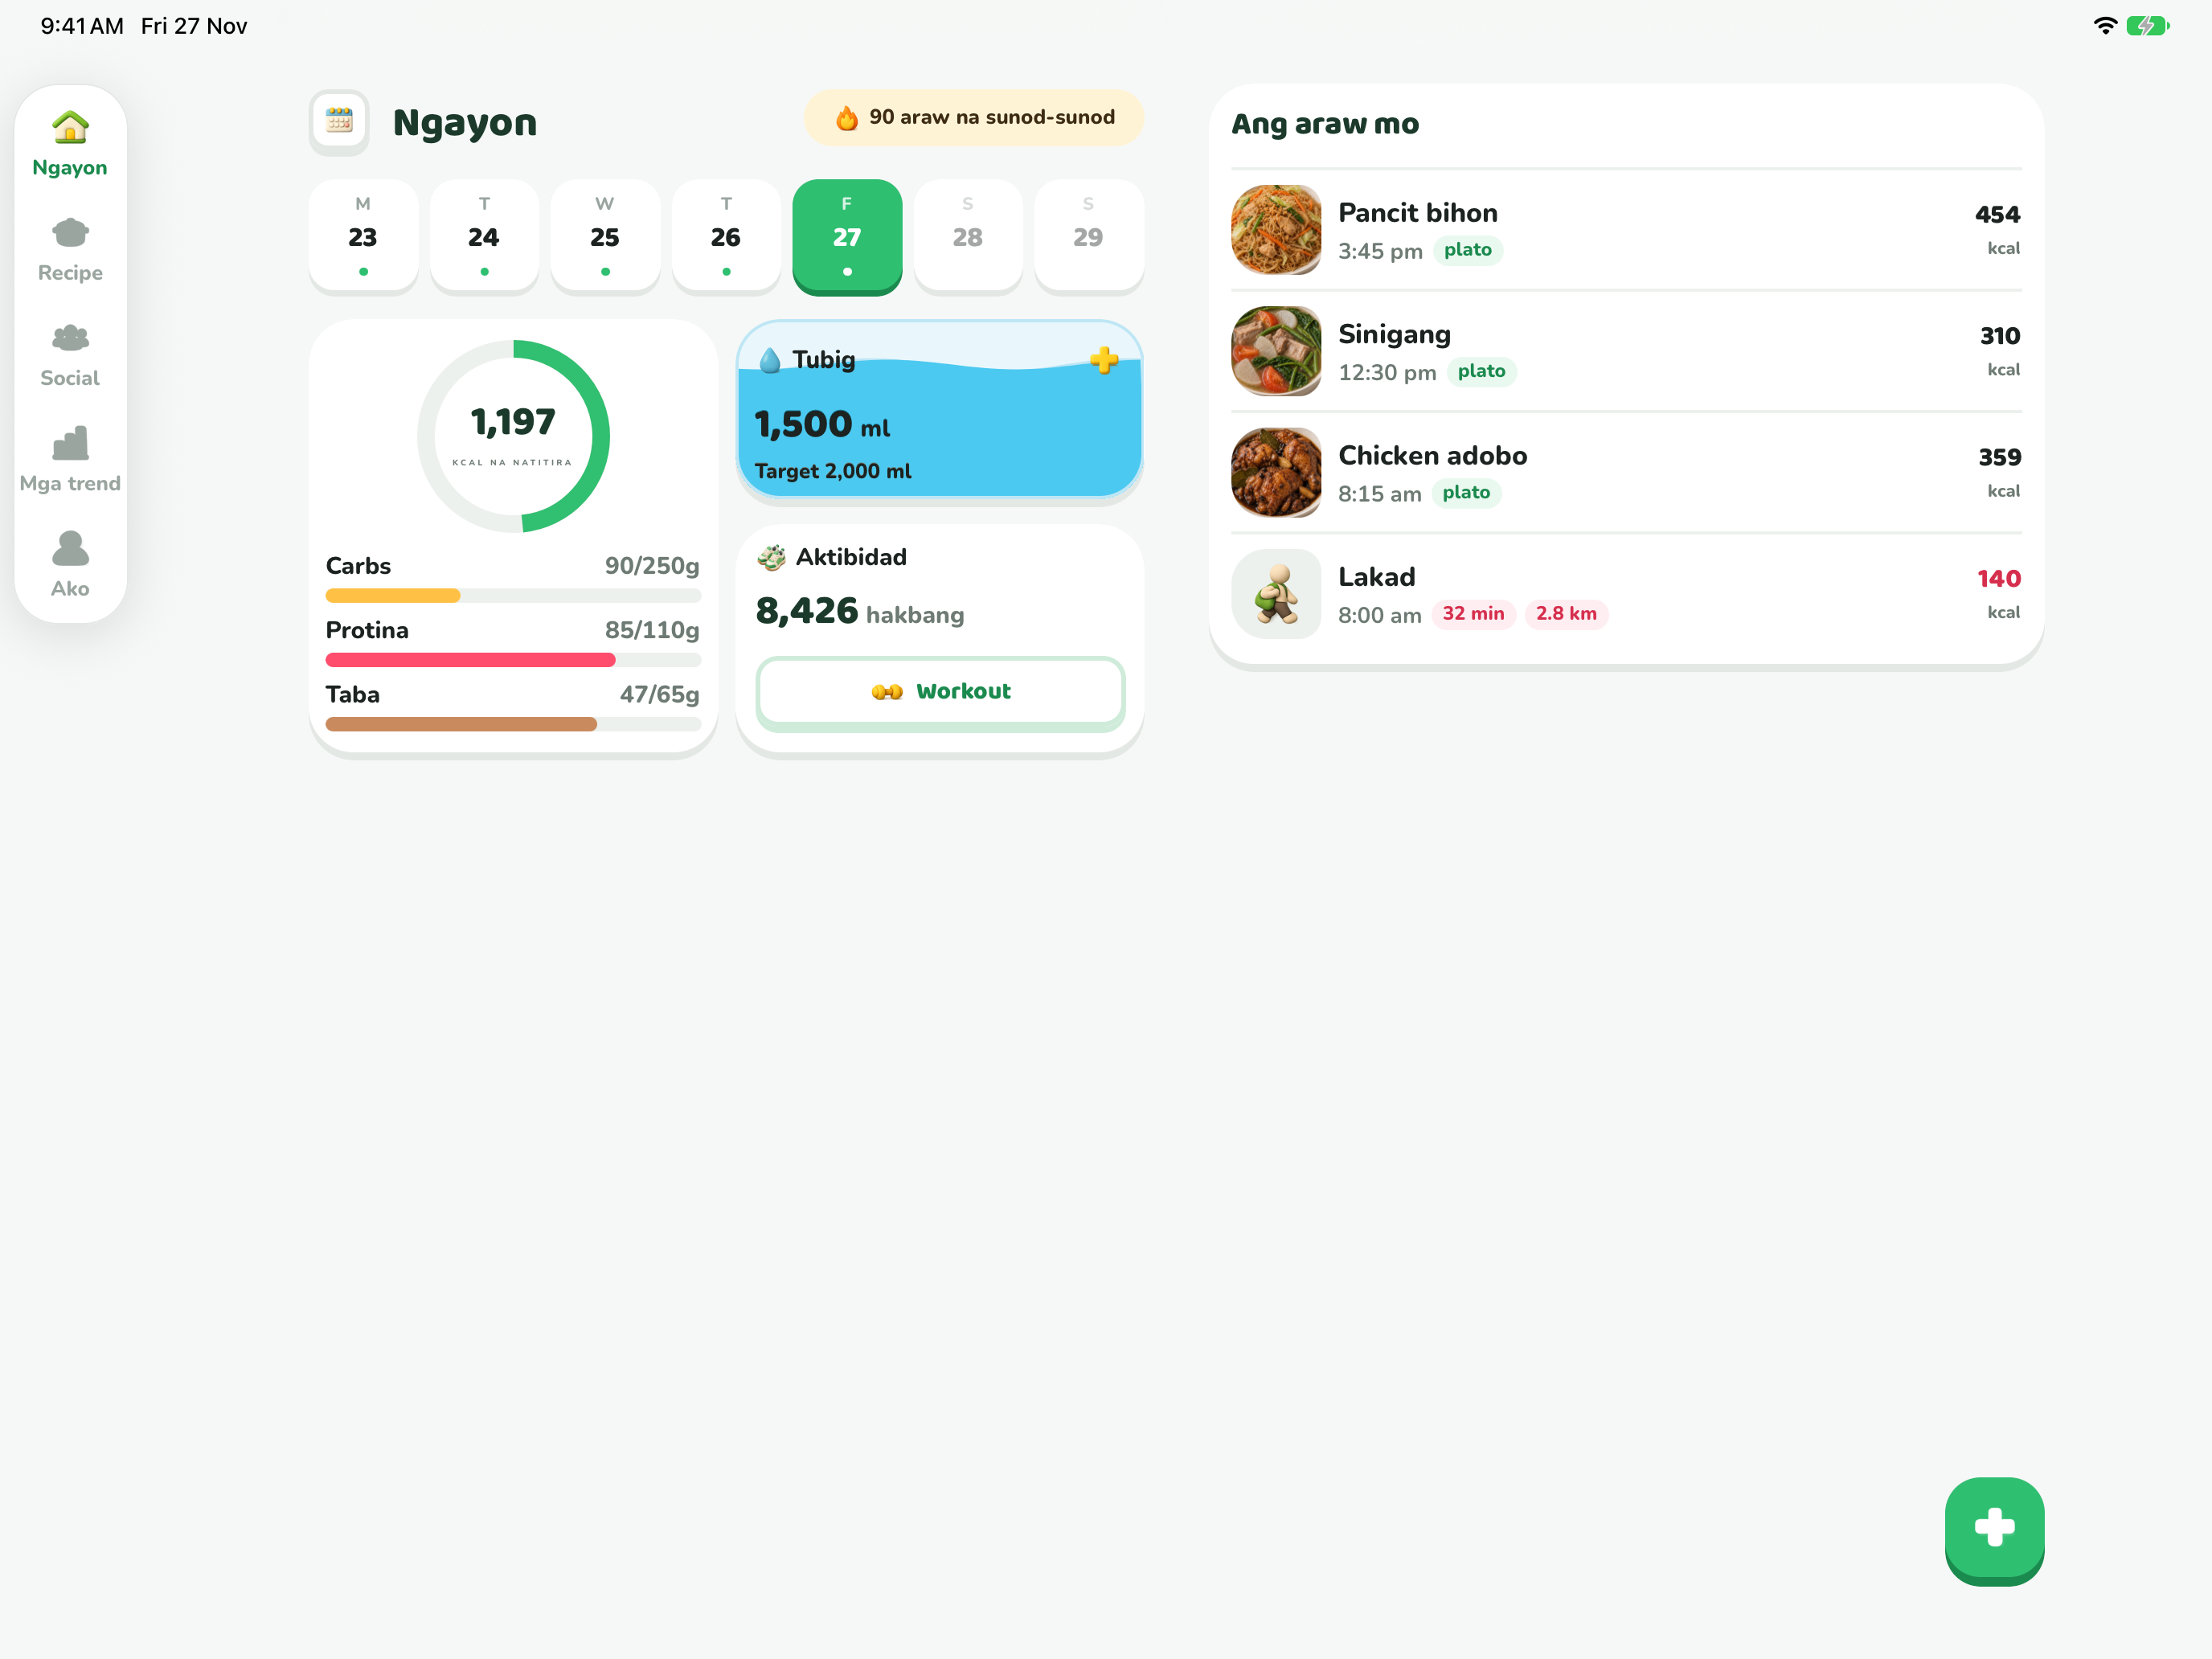 9:41 AM Fri 27 Nov
Ngayon
Recipe
Social
Mga trend
Ako
Ngayon
90 araw na sunod-sunod
M T W T F S S
23 24 25 26 27 28 29
1,197
KCAL NA NATITIRA
Carbs 90/250g
Protina 85/110g
Taba 47/65g
Tubig
1,500 ml
Target 2,000 ml
Aktibidad
8,426 hakbang
Workout
Ang araw mo
Pancit bihon 454
3:45 pm plato kcal
Sinigang 310
12:30 pm plato kcal
Chicken adobo 359
8:15 am plato kcal
Lakad 140
8:00 am 32 min 2.8 km kcal